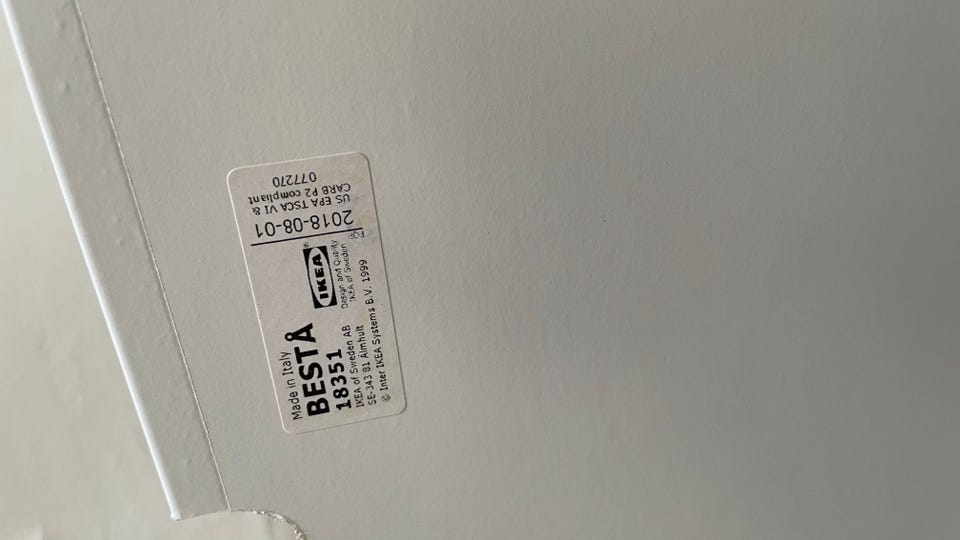 Made in Italy
BESTÅ
18351
IKEA of Sweden AB
SE-343 81 Älmhult
© Inter IKEA Systems B.V. 1999
IKEA®
Design and Quality
IKEA of Sweden
2018-08-01
US EPA TSCA VI &
CARB P2 compliant
077270